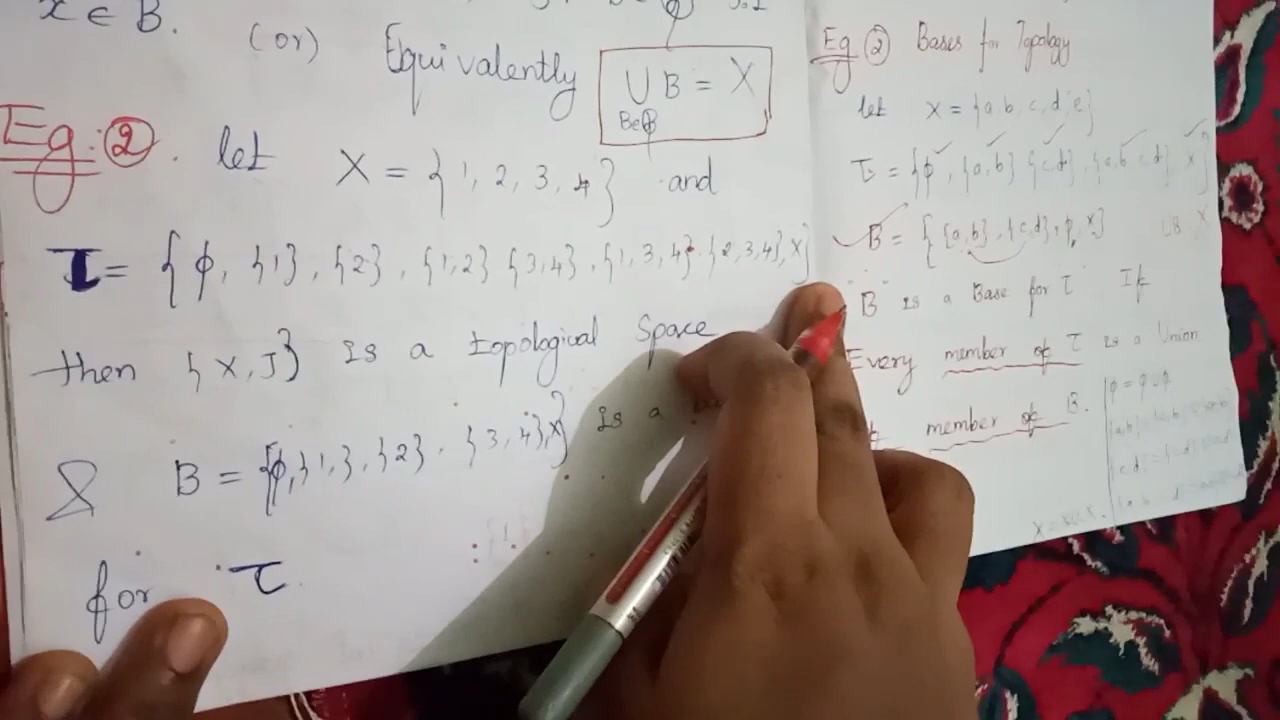 x ∈ B.
(or) Equivalently ∪ B = X
B∈β
Eg:② let X = {1, 2, 3, 4} and
τ = {φ, {1}, {2}, {1,2} {3,4}, {1,3,4}, {2,3,4}, X}
then {X, J} is a topological Space
& B = {φ, {1,}, {2}, {3,4}, X} is a
for τ
Eg ② Bases for Topology
let X = {a,b, c, d, e}
τ = {φ, {a,b} {c,d}, {a,b c,d} X}
B = { {a,b}, {c,d}, φ, X}
"B" is a Base for τ If
Every member of τ is a Union
member of B.
φ = φ ∪ φ